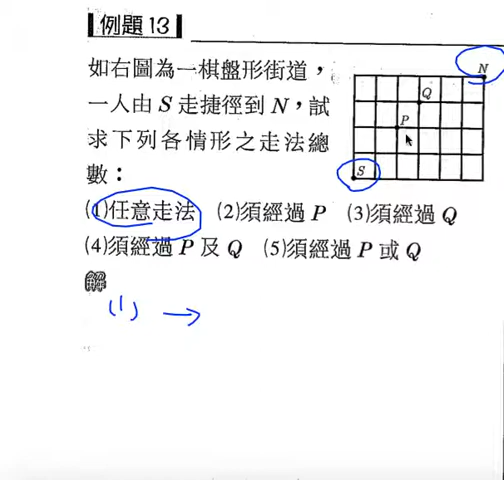 例題 13
如右圖為一棋盤形街道，
一人由 S 走捷徑到 N，試
求下列各情形之走法總
數：
(1)任意走法 (2)須經過 P (3)須經過 Q
(4)須經過 P 及 Q (5)須經過 P 或 Q
解
(1) →
N
Q
P
S